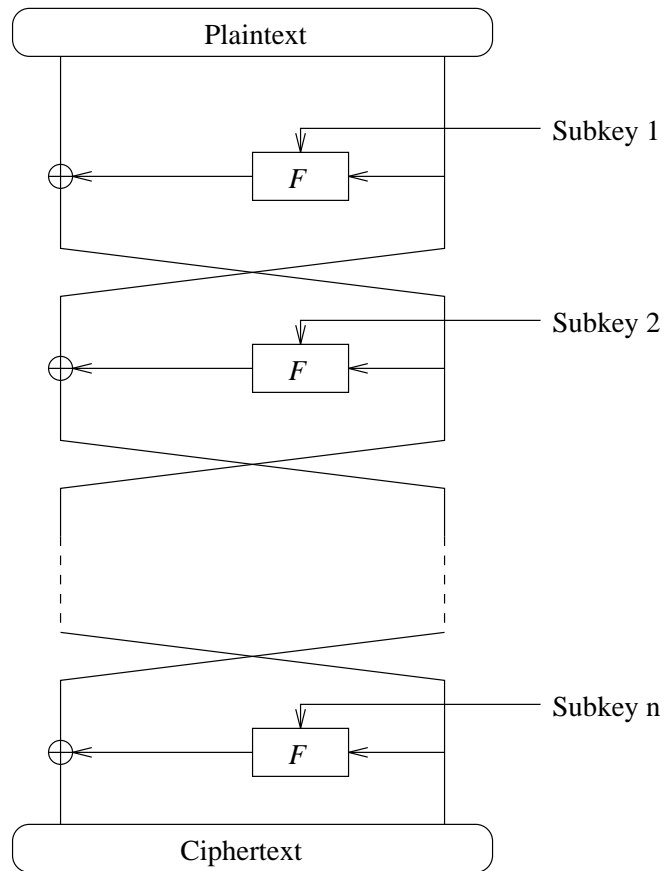 Plaintext
Subkey 1
F
Subkey 2
F
Subkey n
F
Ciphertext